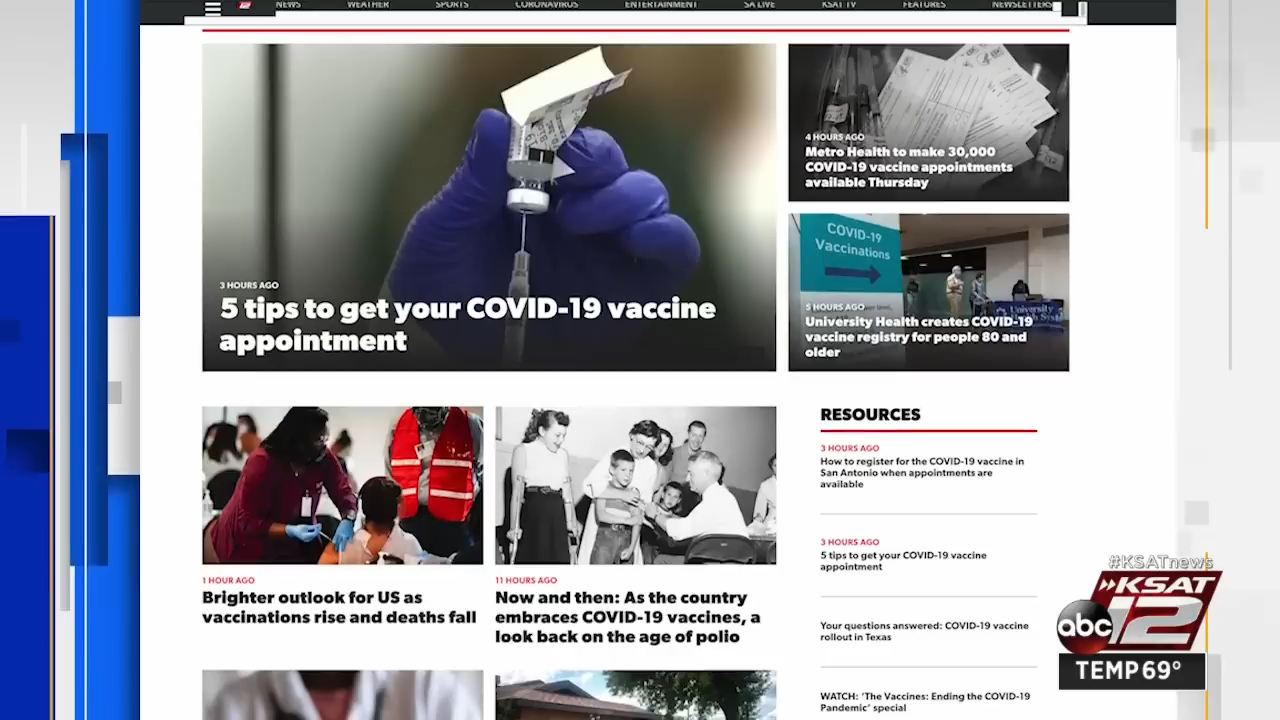 NEWS WEATHER SPORTS CORONAVIRUS ENTERTAINMENT SA LIVE KSAT TV FEATURES NEWSLETTERS
3 HOURS AGO
5 tips to get your COVID-19 vaccine
appointment
4 HOURS AGO
Metro Health to make 30,000
COVID-19 vaccine appointments
available Thursday
COVID-19
Vaccinations
5 HOURS AGO
University Health creates COVID-19
vaccine registry for people 80 and
older
University
1 HOUR AGO
Brighter outlook for US as
vaccinations rise and deaths fall
11 HOURS AGO
Now and then: As the country
embraces COVID-19 vaccines, a
look back on the age of polio
RESOURCES
3 HOURS AGO
How to register for the COVID-19 vaccine in
San Antonio when appointments are
available
3 HOURS AGO
5 tips to get your COVID-19 vaccine
appointment
Your questions answered: COVID-19 vaccine
rollout in Texas
WATCH: 'The Vaccines: Ending the COVID-19
Pandemic' special
#KSATnews
KSAT
abc 12
TEMP 69°